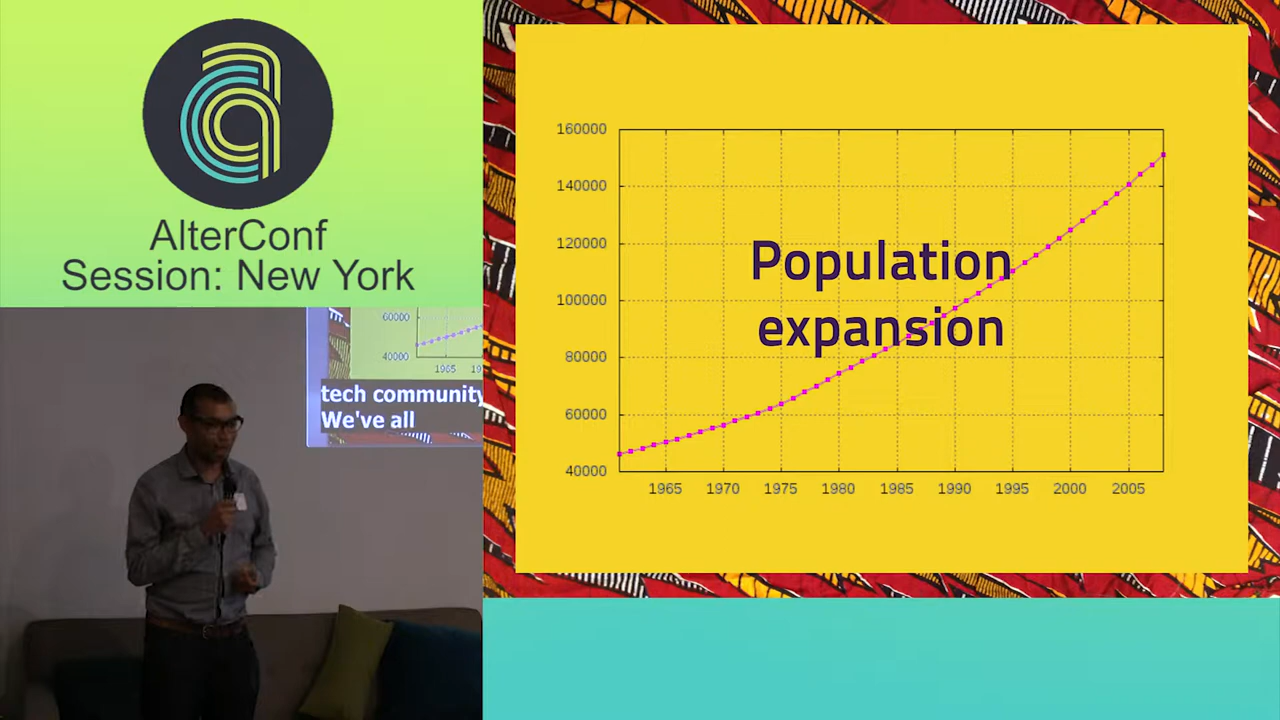 AlterConf
Session: New York
60000
40000
1965
tech community
We've all
Population
expansion
160000
140000
120000
100000
80000
60000
40000
1965 1970 1975 1980 1985 1990 1995 2000 2005